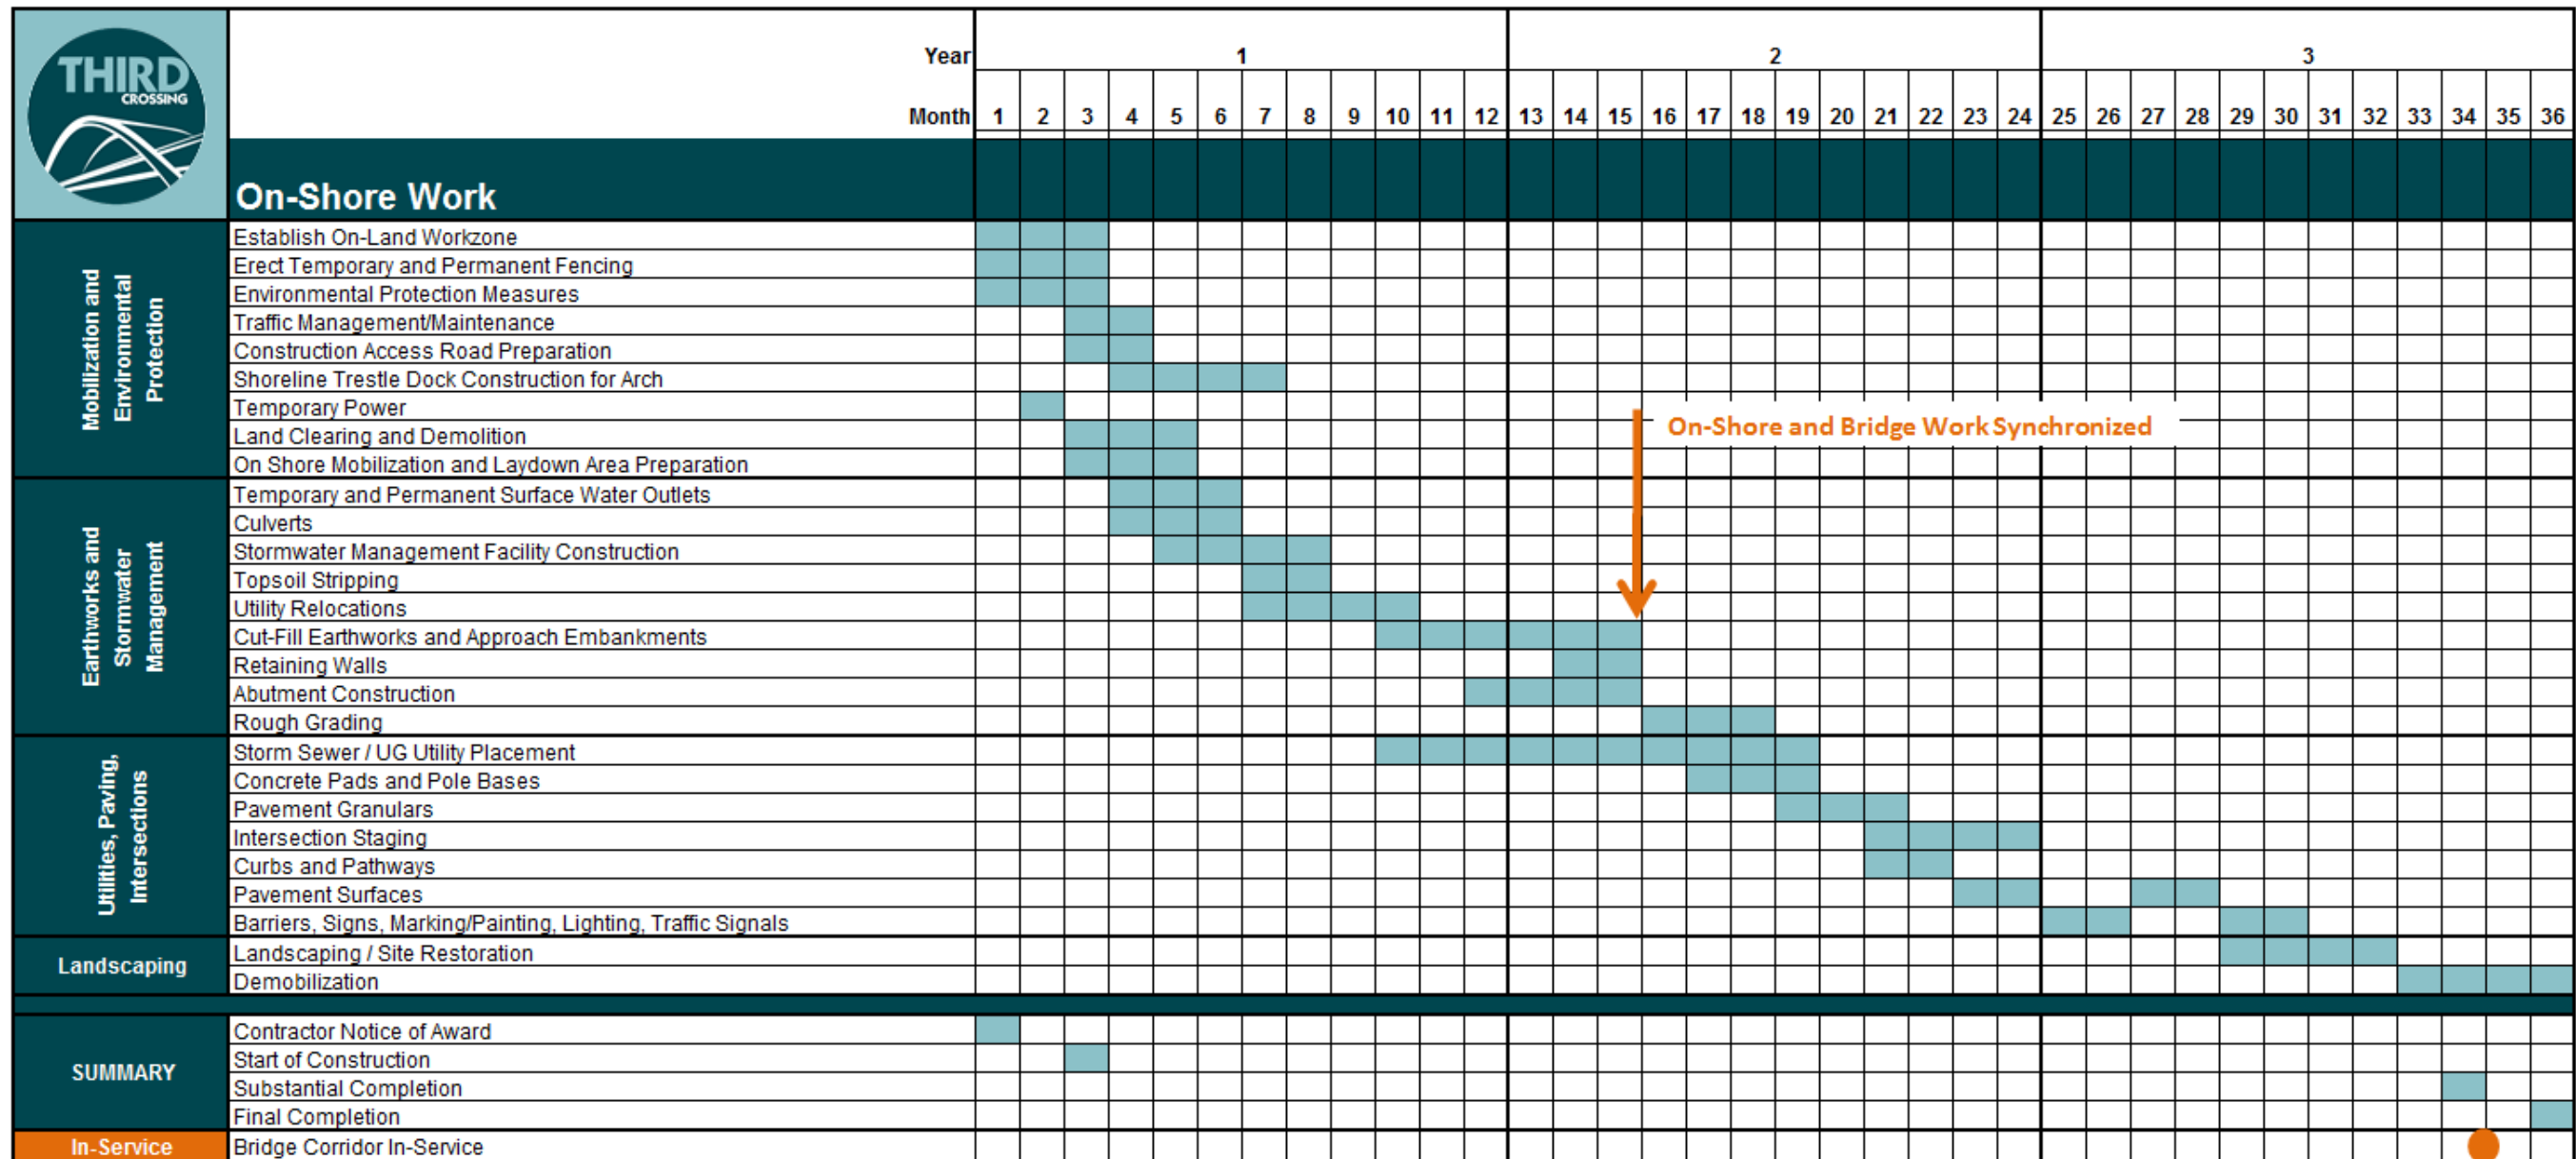 THIRD
CROSSING
Year 1 2 3
Month 1 2 3 4 5 6 7 8 9 10 11 12 13 14 15 16 17 18 19 20 21 22 23 24 25 26 27 28 29 30 31 32 33 34 35 36
On-Shore Work
Mobilization and
Environmental
Protection
Establish On-Land Workzone
Erect Temporary and Permanent Fencing
Environmental Protection Measures
Traffic Management/Maintenance
Construction Access Road Preparation
Shoreline Trestle Dock Construction for Arch
Temporary Power
Land Clearing and Demolition
On Shore Mobilization and Laydown Area Preparation
On-Shore and Bridge Work Synchronized
Earthworks and
Stormwater
Management
Temporary and Permanent Surface Water Outlets
Culverts
Stormwater Management Facility Construction
Topsoil Stripping
Utility Relocations
Cut-Fill Earthworks and Approach Embankments
Retaining Walls
Abutment Construction
Rough Grading
Utilities, Paving,
Intersections
Storm Sewer / UG Utility Placement
Concrete Pads and Pole Bases
Pavement Granulars
Intersection Staging
Curbs and Pathways
Pavement Surfaces
Barriers, Signs, Marking/Painting, Lighting, Traffic Signals
Landscaping
Landscaping / Site Restoration
Demobilization
SUMMARY
Contractor Notice of Award
Start of Construction
Substantial Completion
Final Completion
In-Service
Bridge Corridor In-Service